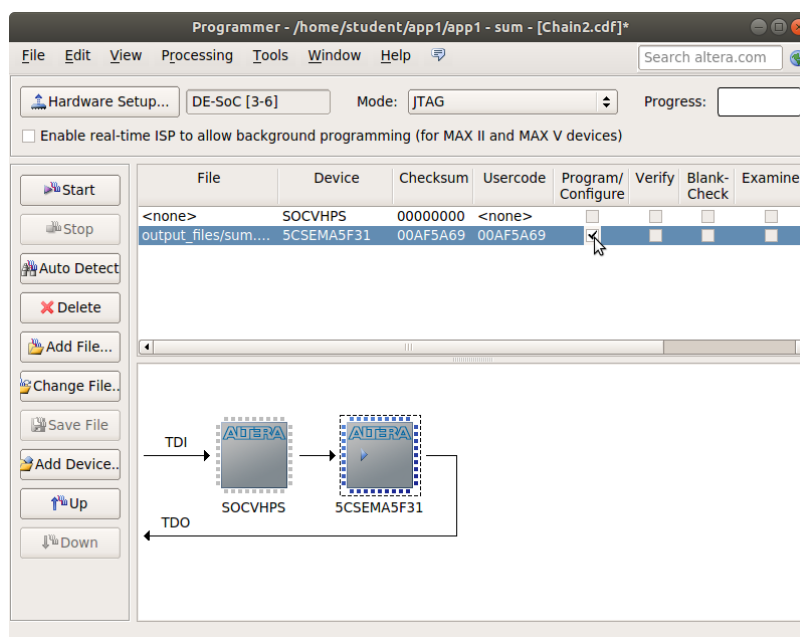 Programmer - /home/student/app1/app1 - sum - [Chain2.cdf]*
File Edit View Processing Tools Window Help Search altera.com
Hardware Setup... DE-SoC [3-6] Mode: JTAG Progress:
Enable real-time ISP to allow background programming (for MAX II and MAX V devices)
Start
Stop
Auto Detect
Delete
Add File...
Change File..
Save File
Add Device..
Up
Down
File Device Checksum Usercode Program/ Verify Blank- Examine
Configure Check
<none> SOCVHPS 00000000 <none>
output_files/sum.... 5CSEMA5F31 00AF5A69 00AF5A69
TDI
ALTERA ALTERA
SOCVHPS 5CSEMA5F31
TDO